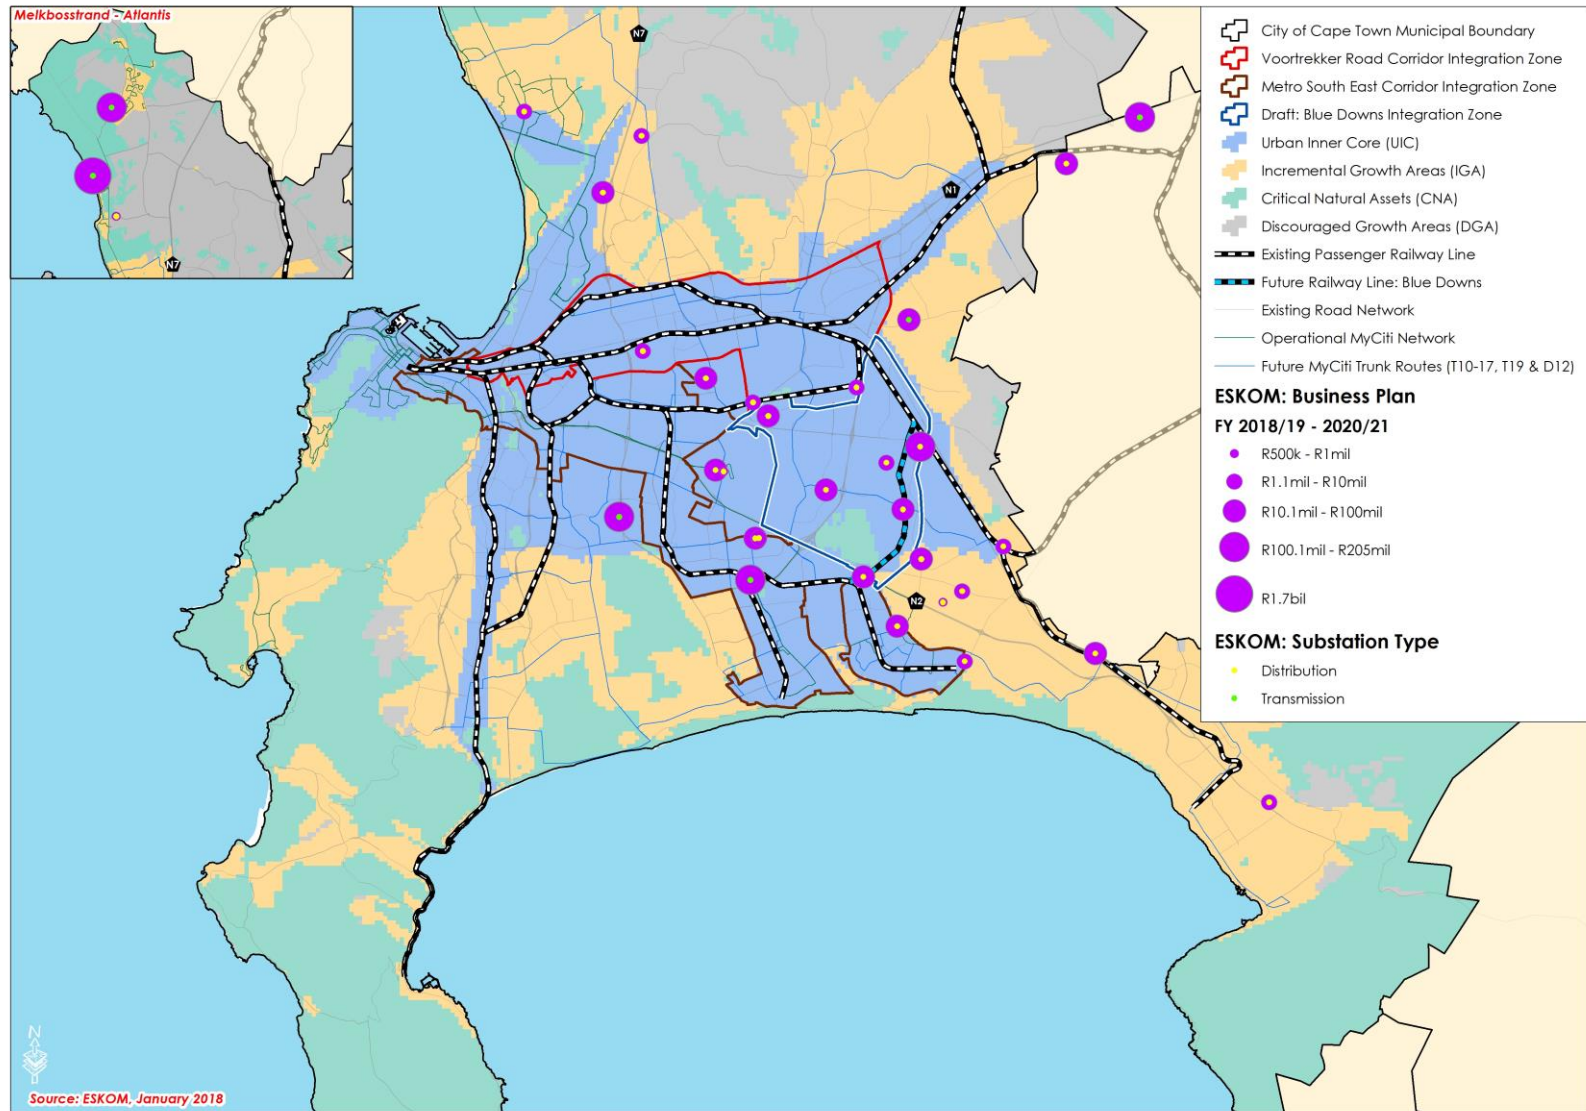 Melkbosstrand - Atlantis
N7
N7
N1
N2
N
Source: ESKOM, January 2018
City of Cape Town Municipal Boundary
Voortrekker Road Corridor Integration Zone
Metro South East Corridor Integration Zone
Draft: Blue Downs Integration Zone
Urban Inner Core (UIC)
Incremental Growth Areas (IGA)
Critical Natural Assets (CNA)
Discouraged Growth Areas (DGA)
Existing Passenger Railway Line
Future Railway Line: Blue Downs
Existing Road Network
Operational MyCiti Network
Future MyCiti Trunk Routes (T10-17, T19 & D12)
ESKOM: Business Plan
FY 2018/19 - 2020/21
R500k - R1mil
R1.1mil - R10mil
R10.1mil - R100mil
R100.1mil - R205mil
R1.7bil
ESKOM: Substation Type
Distribution
Transmission